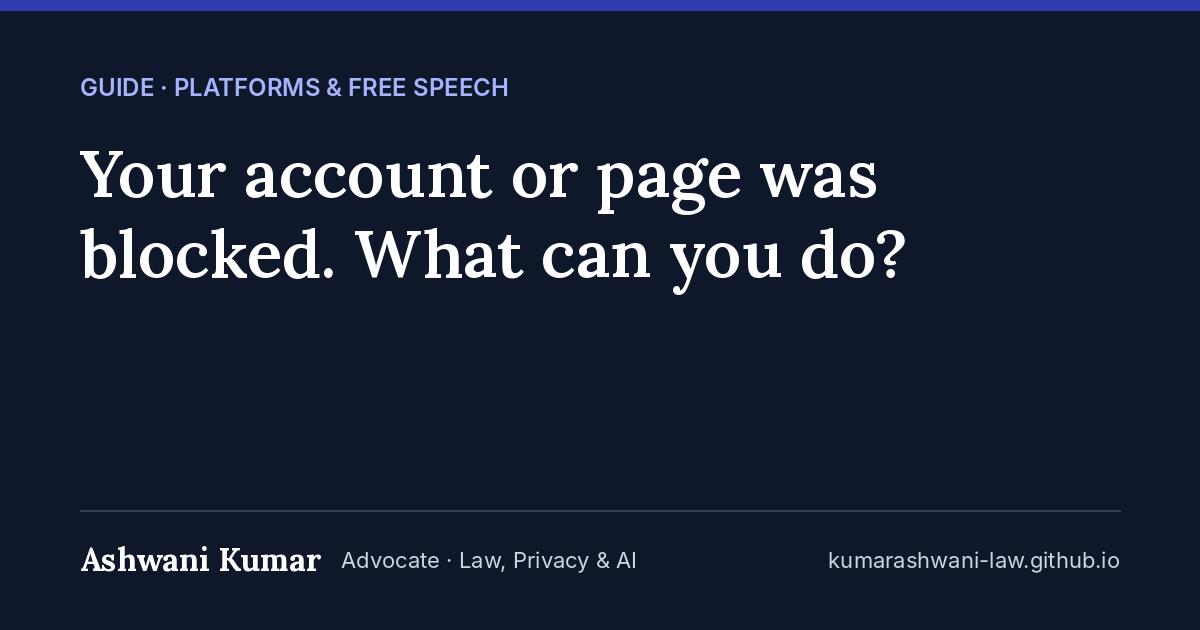 GUIDE · PLATFORMS & FREE SPEECH
Your account or page was
blocked. What can you do?
Ashwani Kumar Advocate · Law, Privacy & AI kumarashwani-law.github.io